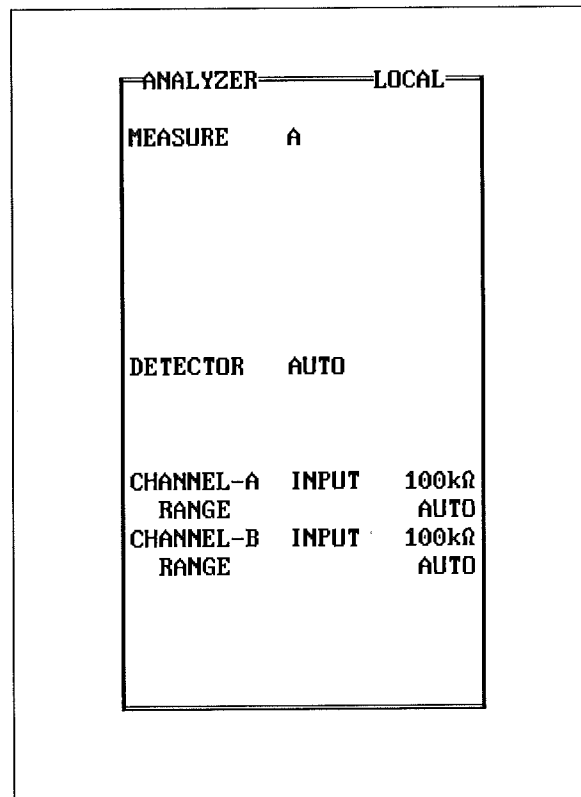 ANALYZER LOCAL
MEASURE A
DETECTOR AUTO
CHANNEL-A INPUT 100kΩ
RANGE AUTO
CHANNEL-B INPUT 100kΩ
RANGE AUTO